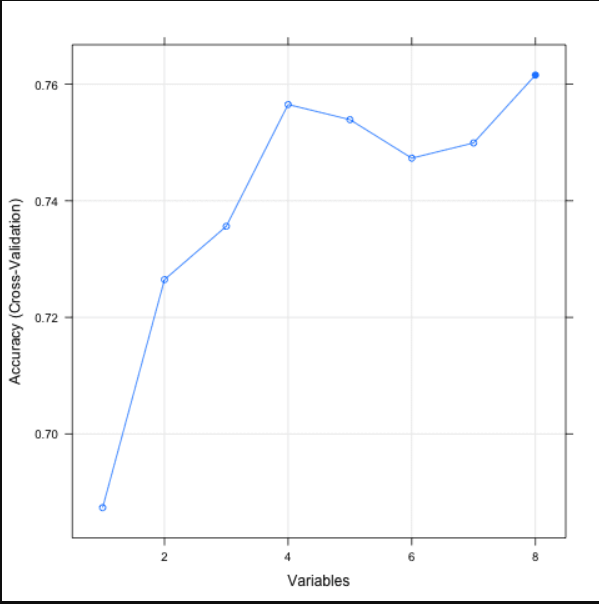 0.76
0.74
0.72
0.70
Accuracy (Cross-Validation)
2 4 6 8
Variables